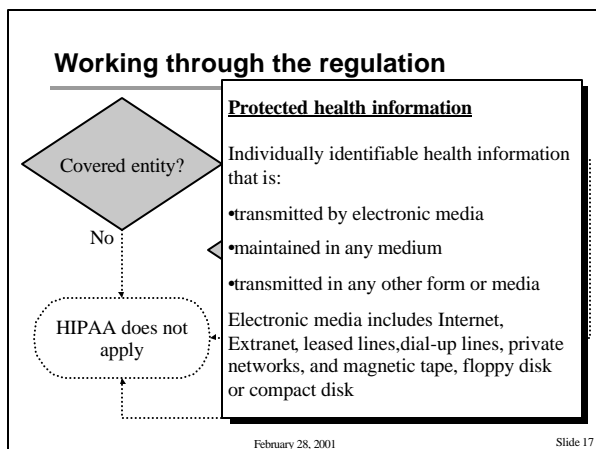 Working through the regulation
Covered entity?
No
HIPAA does not
apply
Protected health information
Individually identifiable health information
that is:
•transmitted by electronic media
•maintained in any medium
•transmitted in any other form or media
Electronic media includes Internet,
Extranet, leased lines,dial-up lines, private
networks, and magnetic tape, floppy disk
or compact disk
February 28, 2001
Slide 17